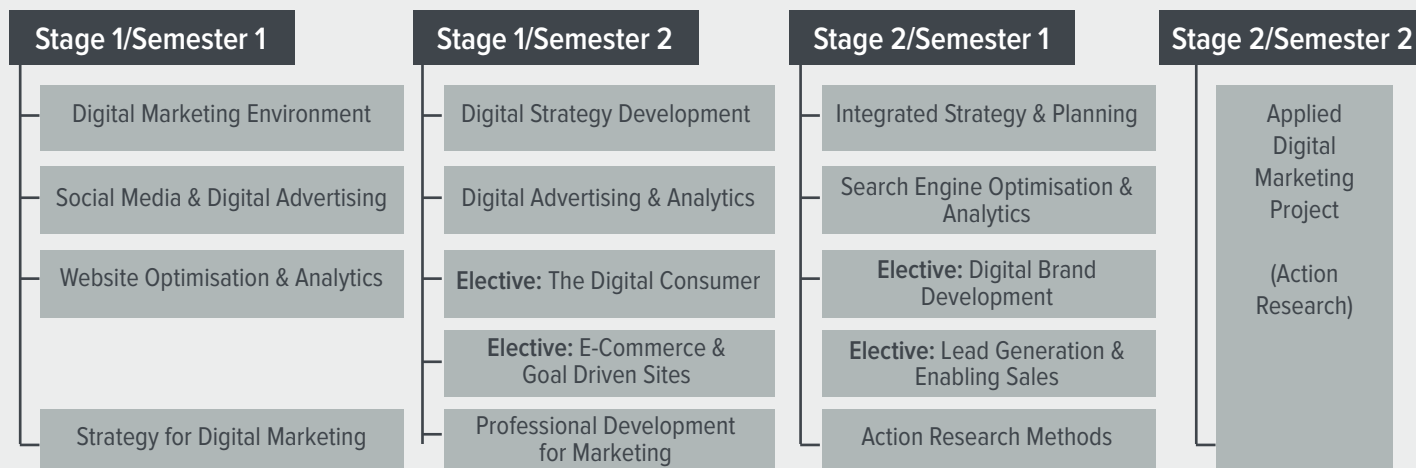 Stage 1/Semester 1
Digital Marketing Environment
Social Media & Digital Advertising
Website Optimisation & Analytics
Strategy for Digital Marketing
Stage 1/Semester 2
Digital Strategy Development
Digital Advertising & Analytics
Elective: The Digital Consumer
Elective: E-Commerce &
Goal Driven Sites
Professional Development
for Marketing
Stage 2/Semester 1
Integrated Strategy & Planning
Search Engine Optimisation &
Analytics
Elective: Digital Brand
Development
Elective: Lead Generation &
Enabling Sales
Action Research Methods
Stage 2/Semester 2
Applied
Digital
Marketing
Project
(Action
Research)